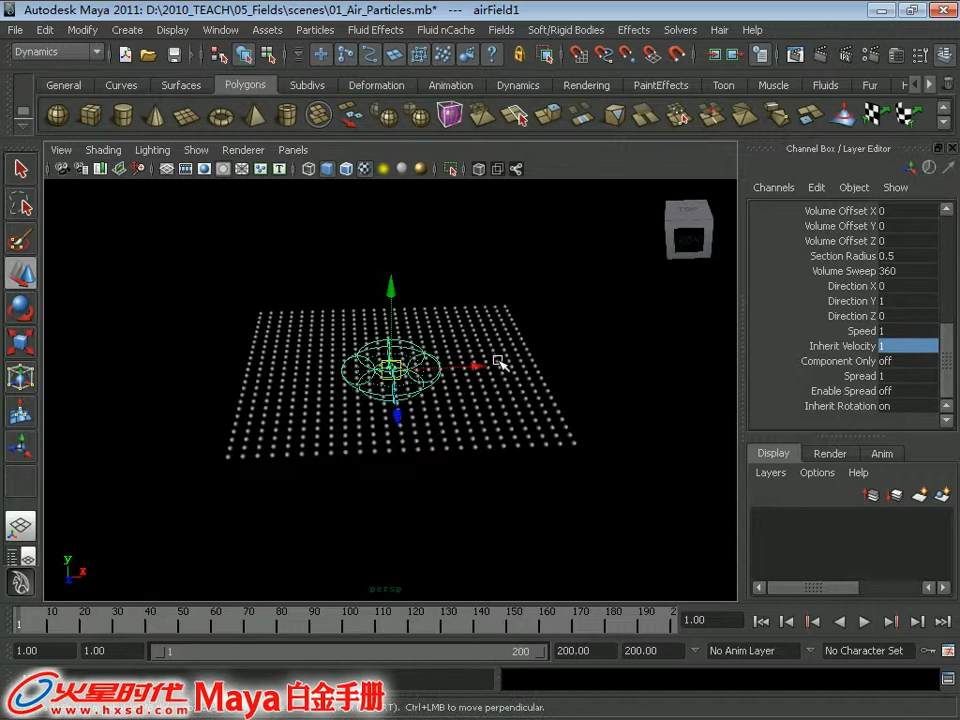 Autodesk Maya 2011: D:\2010_TEACH\05_Fields\scenes\01_Air_Particles.mb* --- airField1
File Edit Modify Create Display Window Assets Particles Fluid Effects Fluid nCache Fields Soft/Rigid Bodies Effects Solvers Hair Help
Dynamics
General Curves Surfaces Polygons Subdivs Deformation Animation Dynamics Rendering PaintEffects Toon Muscle Fluids Fur
View Shading Lighting Show Renderer Panels
Channel Box / Layer Editor
Channels Edit Object Show
Volume Offset X 0
Volume Offset Y 0
Volume Offset Z 0
Section Radius 0.5
Volume Sweep 360
Direction X 0
Direction Y 1
Direction Z 0
Speed 1
Inherit Velocity 1
Component Only off
Spread 1
Enable Spread off
Inherit Rotation on
TOP
Display Render Anim
Layers Options Help
y
x
z
persp
10 20 30 40 50 60 70 80 90 100 110 120 130 140 150 160 170 180 190 2
1
1.00
1.00 1.00 1 200 200.00 200.00 No Anim Layer No Character Set
火星时代
www.hxsd.com
Maya 白金手册
RT). Ctrl+LMB to move perpendicular.